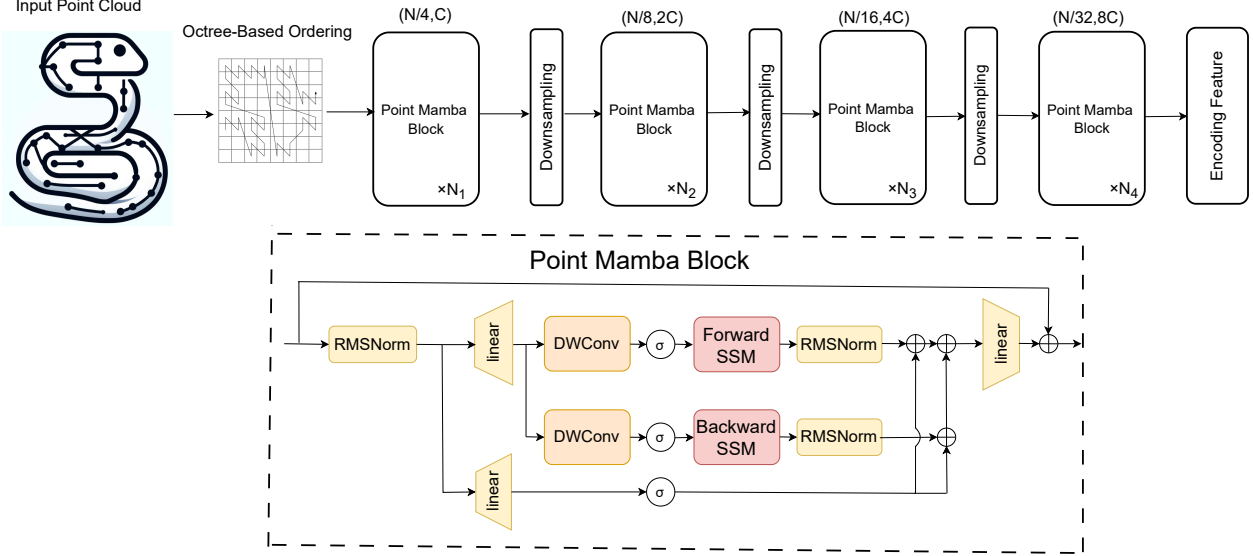 Input Point Cloud
Octree-Based Ordering
(N/4,C)
(N/8,2C)
(N/16,4C)
(N/32,8C)
Point Mamba
Block
×N1
Downsampling
Point Mamba
Block
×N2
Downsampling
Point Mamba
Block
×N3
Downsampling
Point Mamba
Block
×N4
Encoding Feature
Point Mamba Block
RMSNorm
linear
DWConv
σ
Forward
SSM
RMSNorm
linear
DWConv
σ
Backward
SSM
RMSNorm
linear
σ